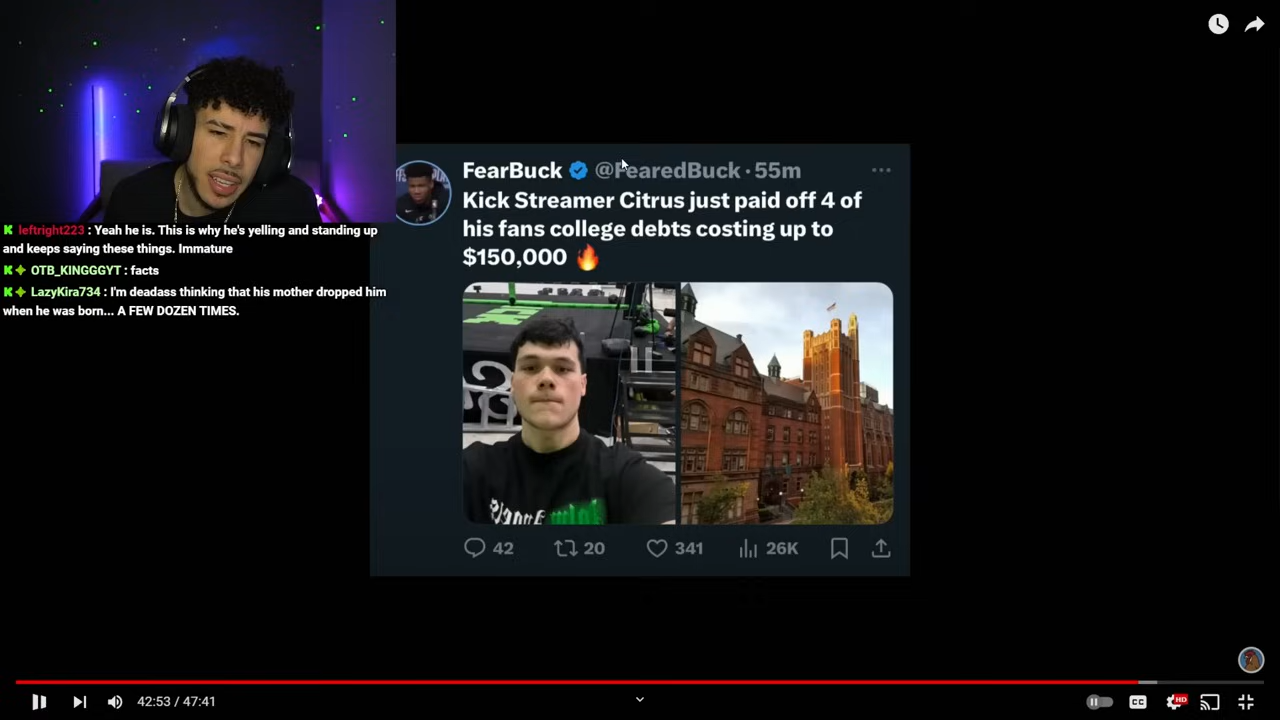 leftright223 : Yeah he is. This is why he's yelling and standing up
and keeps saying these things. Immature
OTB_KINGGGYT : facts
LazyKira734 : I'm deadass thinking that his mother dropped him
when he was born... A FEW DOZEN TIMES.
FearBuck @FearedBuck · 55m
Kick Streamer Citrus just paid off 4 of
his fans college debts costing up to
$150,000
42 20 341 26K
42:53 / 47:41
CC
HD